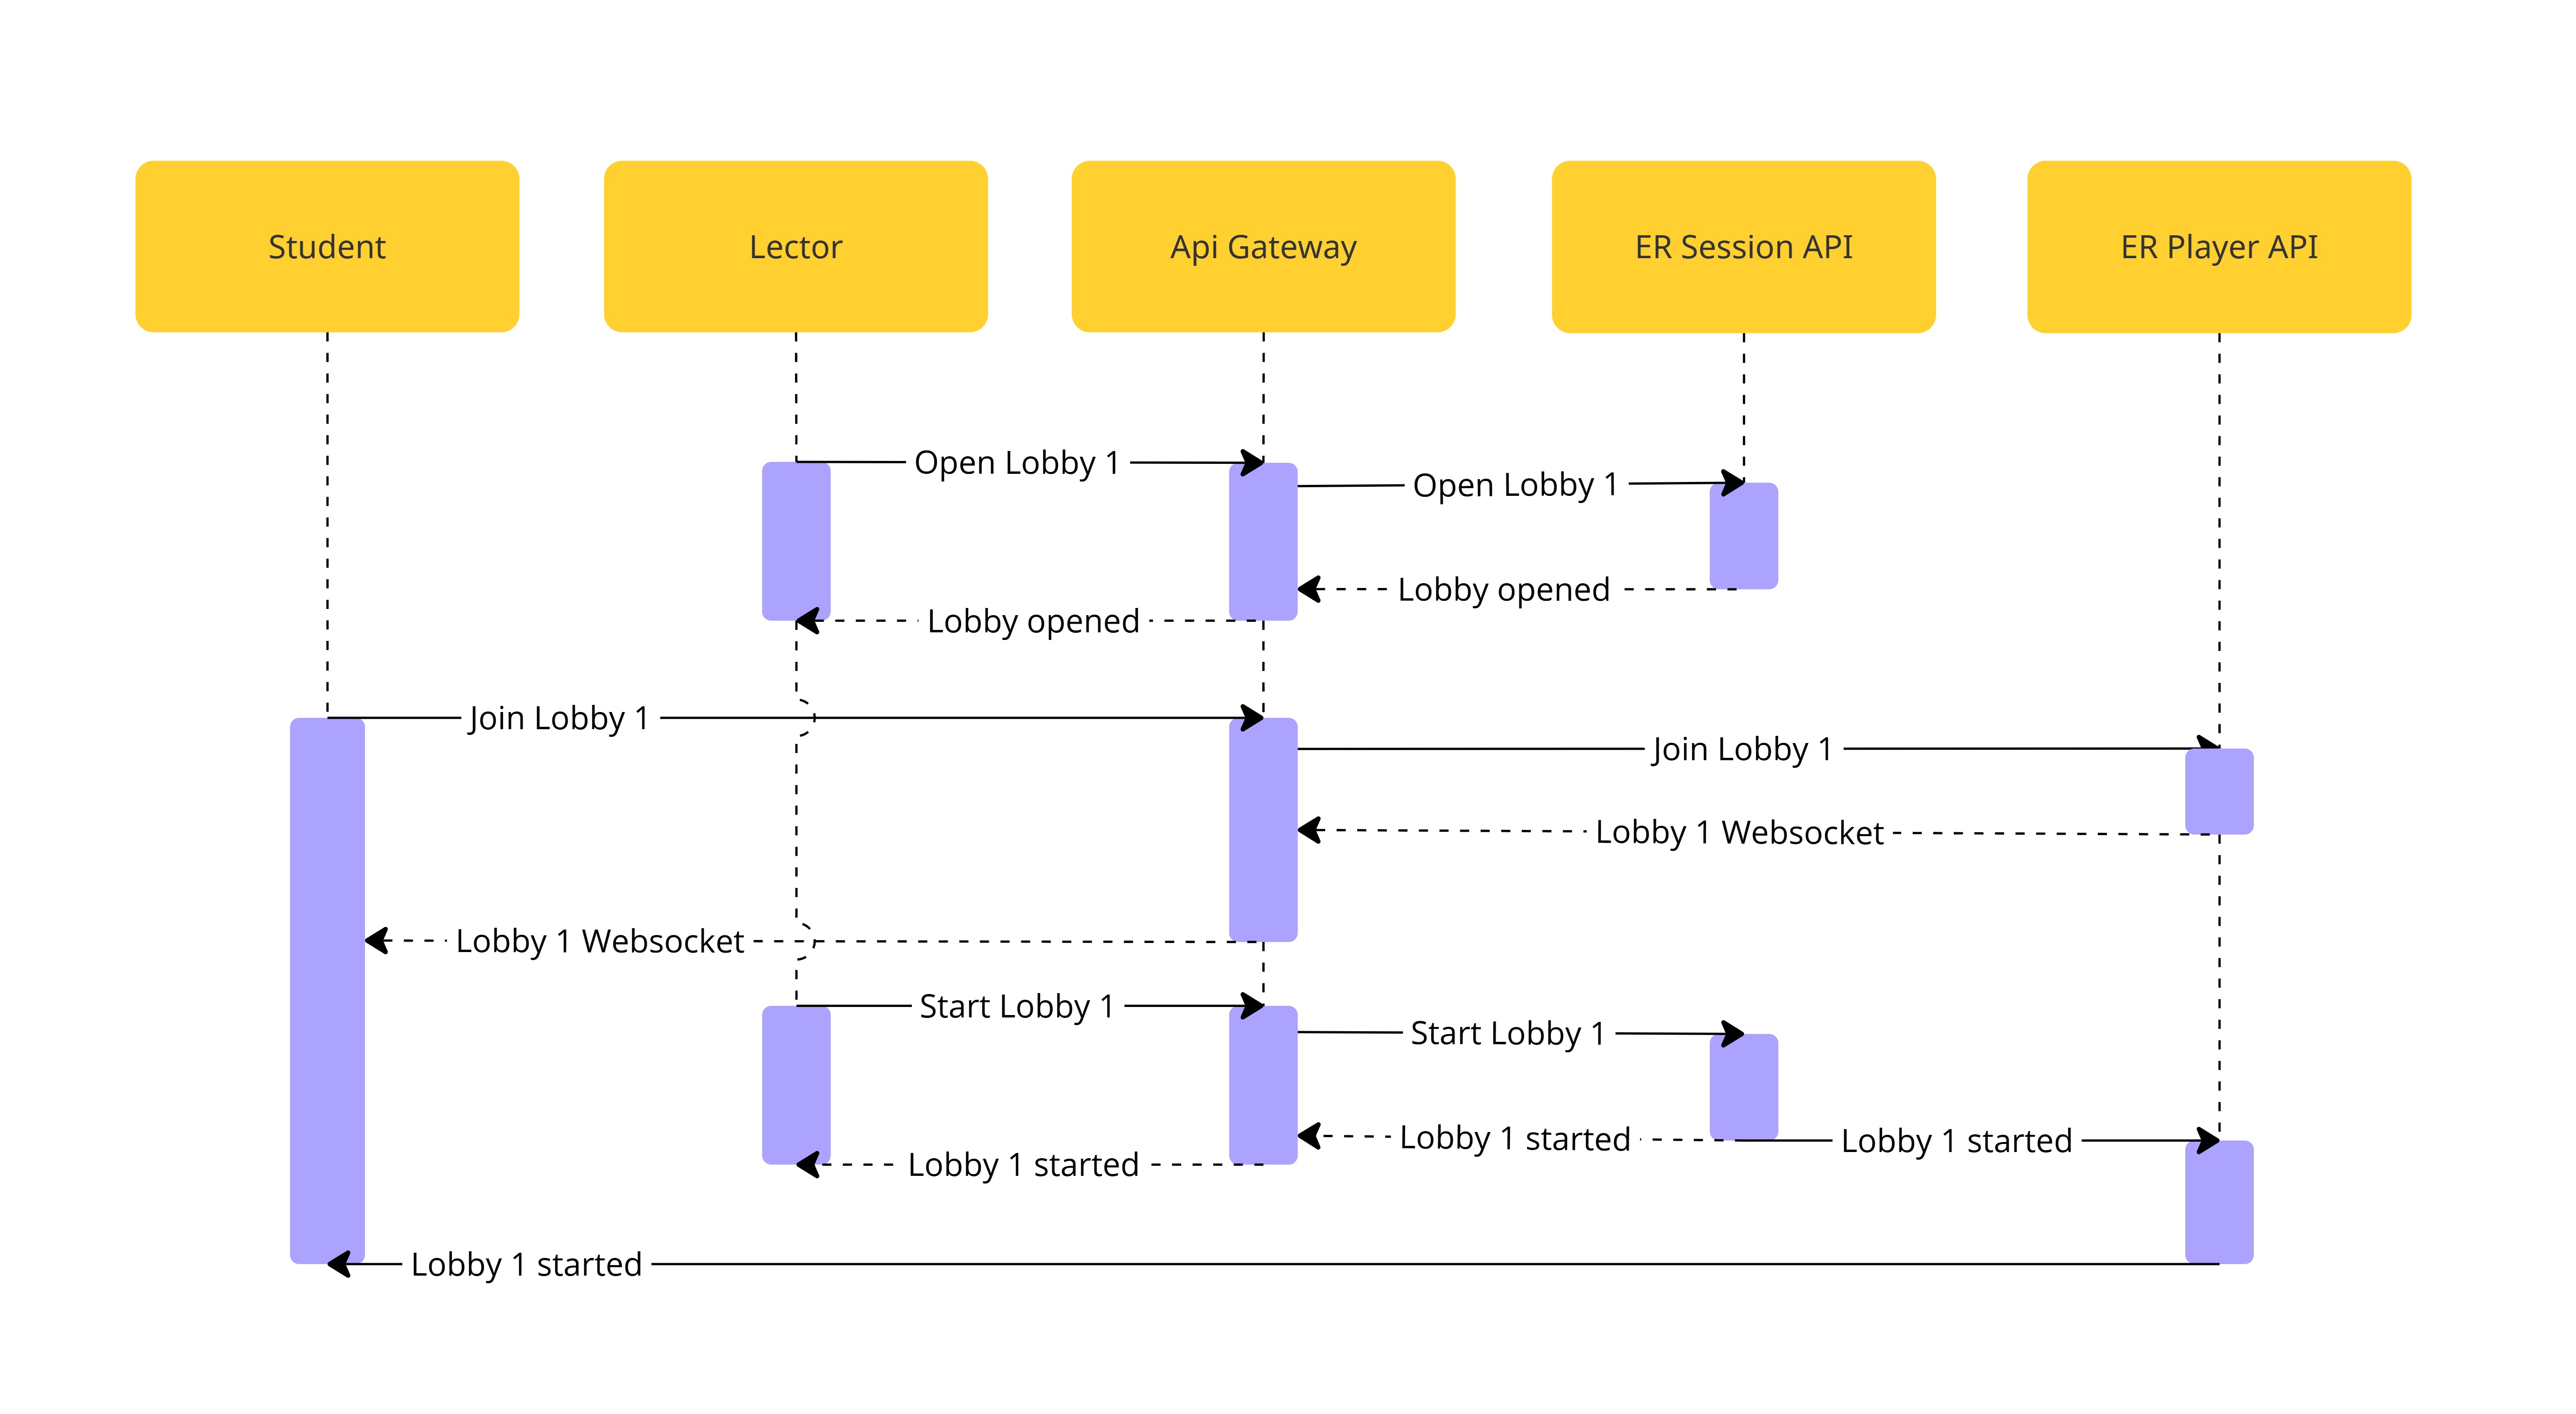 Student
Lector
Api Gateway
ER Session API
ER Player API
Open Lobby 1
Open Lobby 1
Lobby opened
Lobby opened
Join Lobby 1
Join Lobby 1
Lobby 1 Websocket
Lobby 1 Websocket
Start Lobby 1
Start Lobby 1
Lobby 1 started
Lobby 1 started
Lobby 1 started
Lobby 1 started